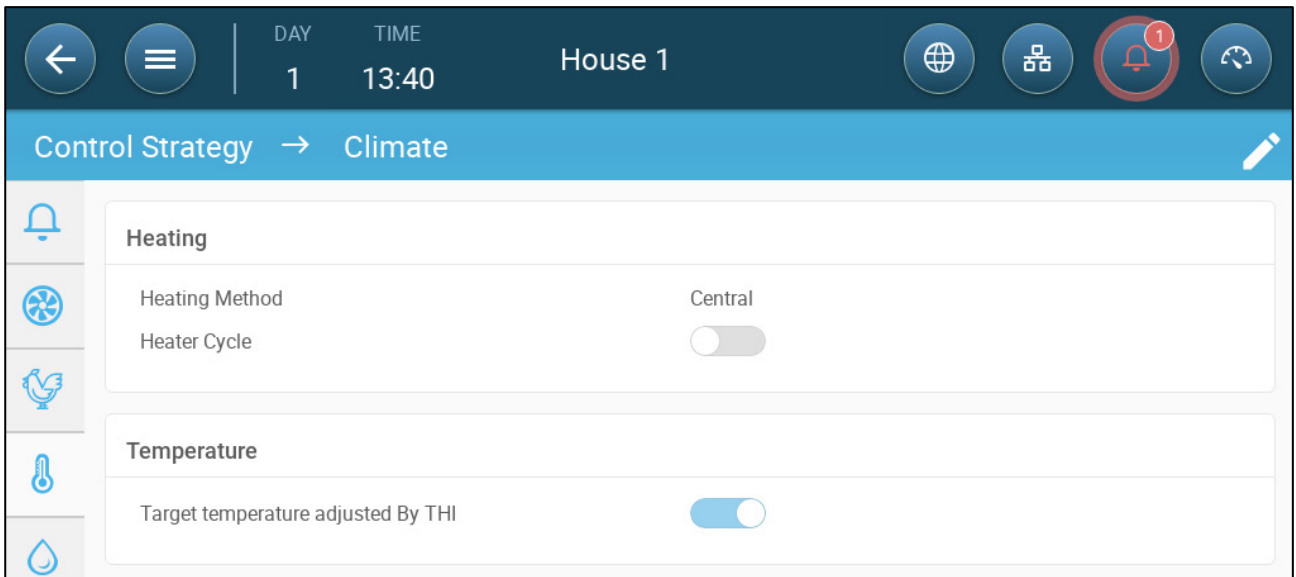 DAY TIME
1 13:40 House 1
1
Control Strategy → Climate
Heating
Heating Method Central
Heater Cycle
Temperature
Target temperature adjusted By THI